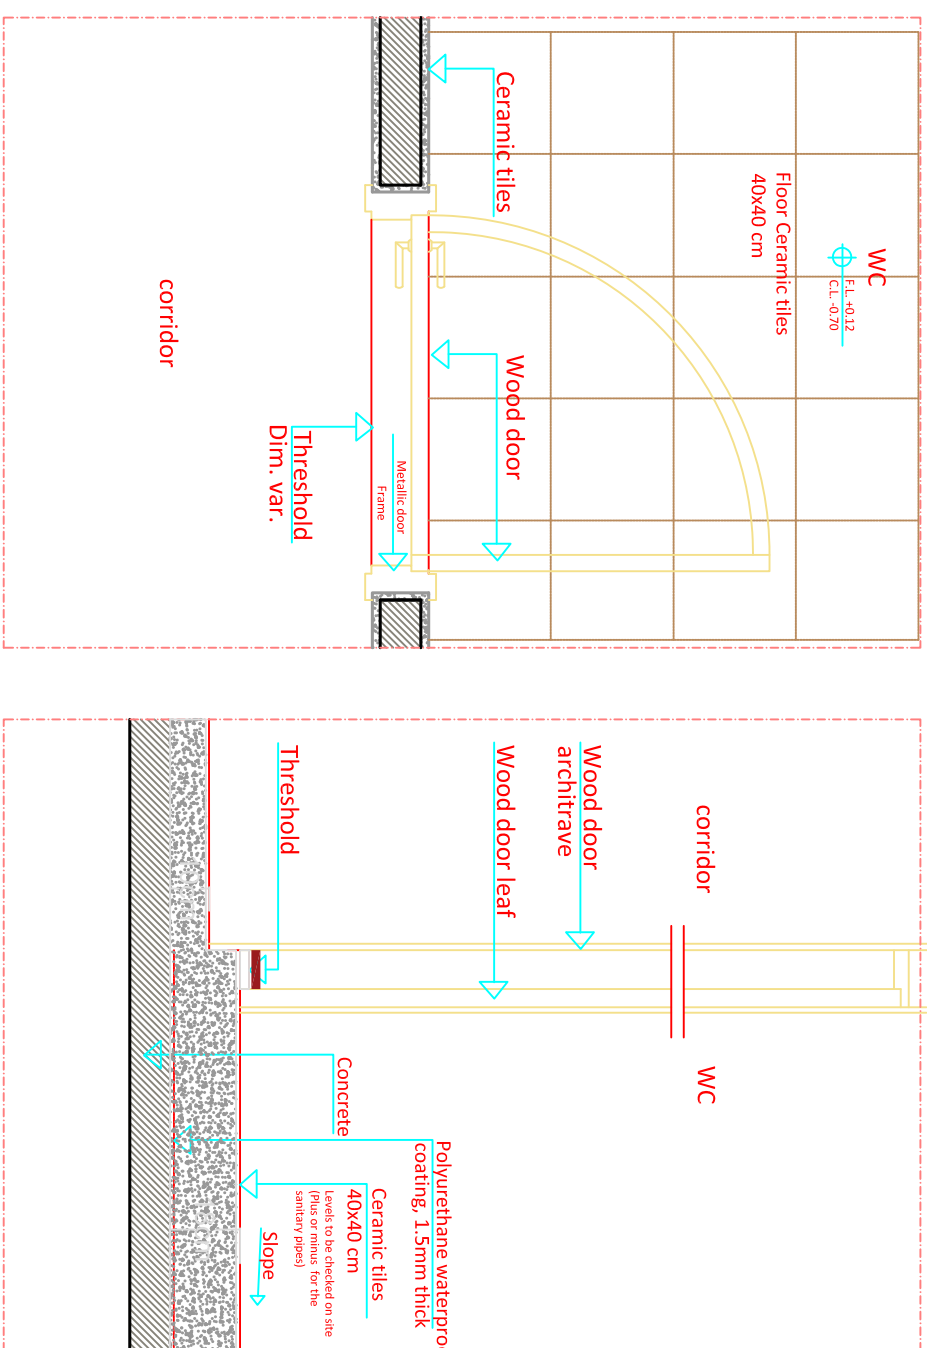 Ceramic tiles
Floor Ceramic tiles
40x40 cm
WC
F.L. +0.12
C.L. -0.70
corridor
Wood door
Threshold
Dim. var.
Metallic door
Frame
Threshold
Wood door leaf
Wood door
architrave
corridor
WC
Concrete
Polyurethane waterpro
coating, 1.5mm thick
Ceramic tiles
40x40 cm
Levels to be checked on site
(Plus or minus for the
sanitary pipes)
Slope